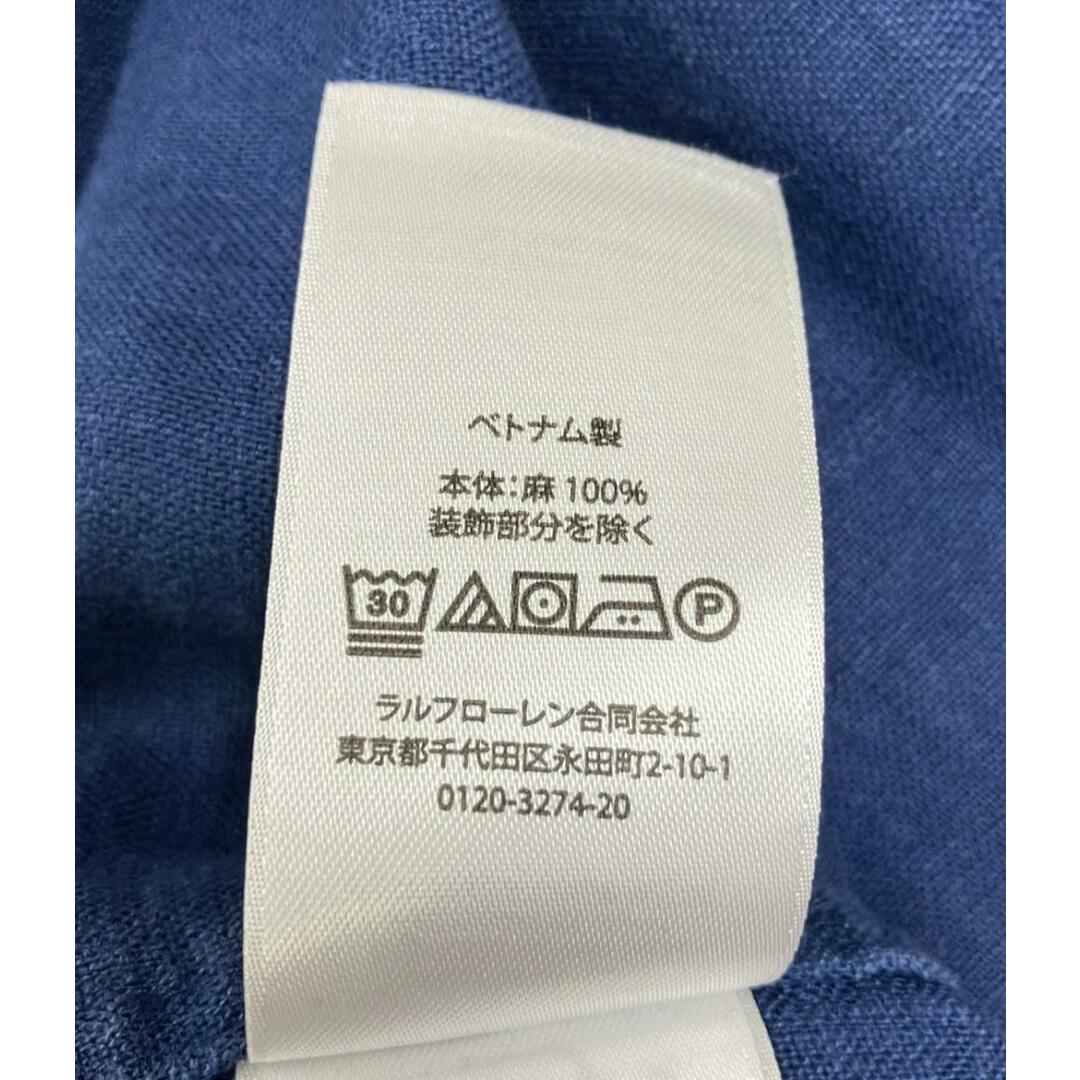 ベトナム製
本体：麻 100%
装飾部分を除く
30 P
ラルフローレン合同会社
東京都千代田区永田町2-10-1
0120-3274-20